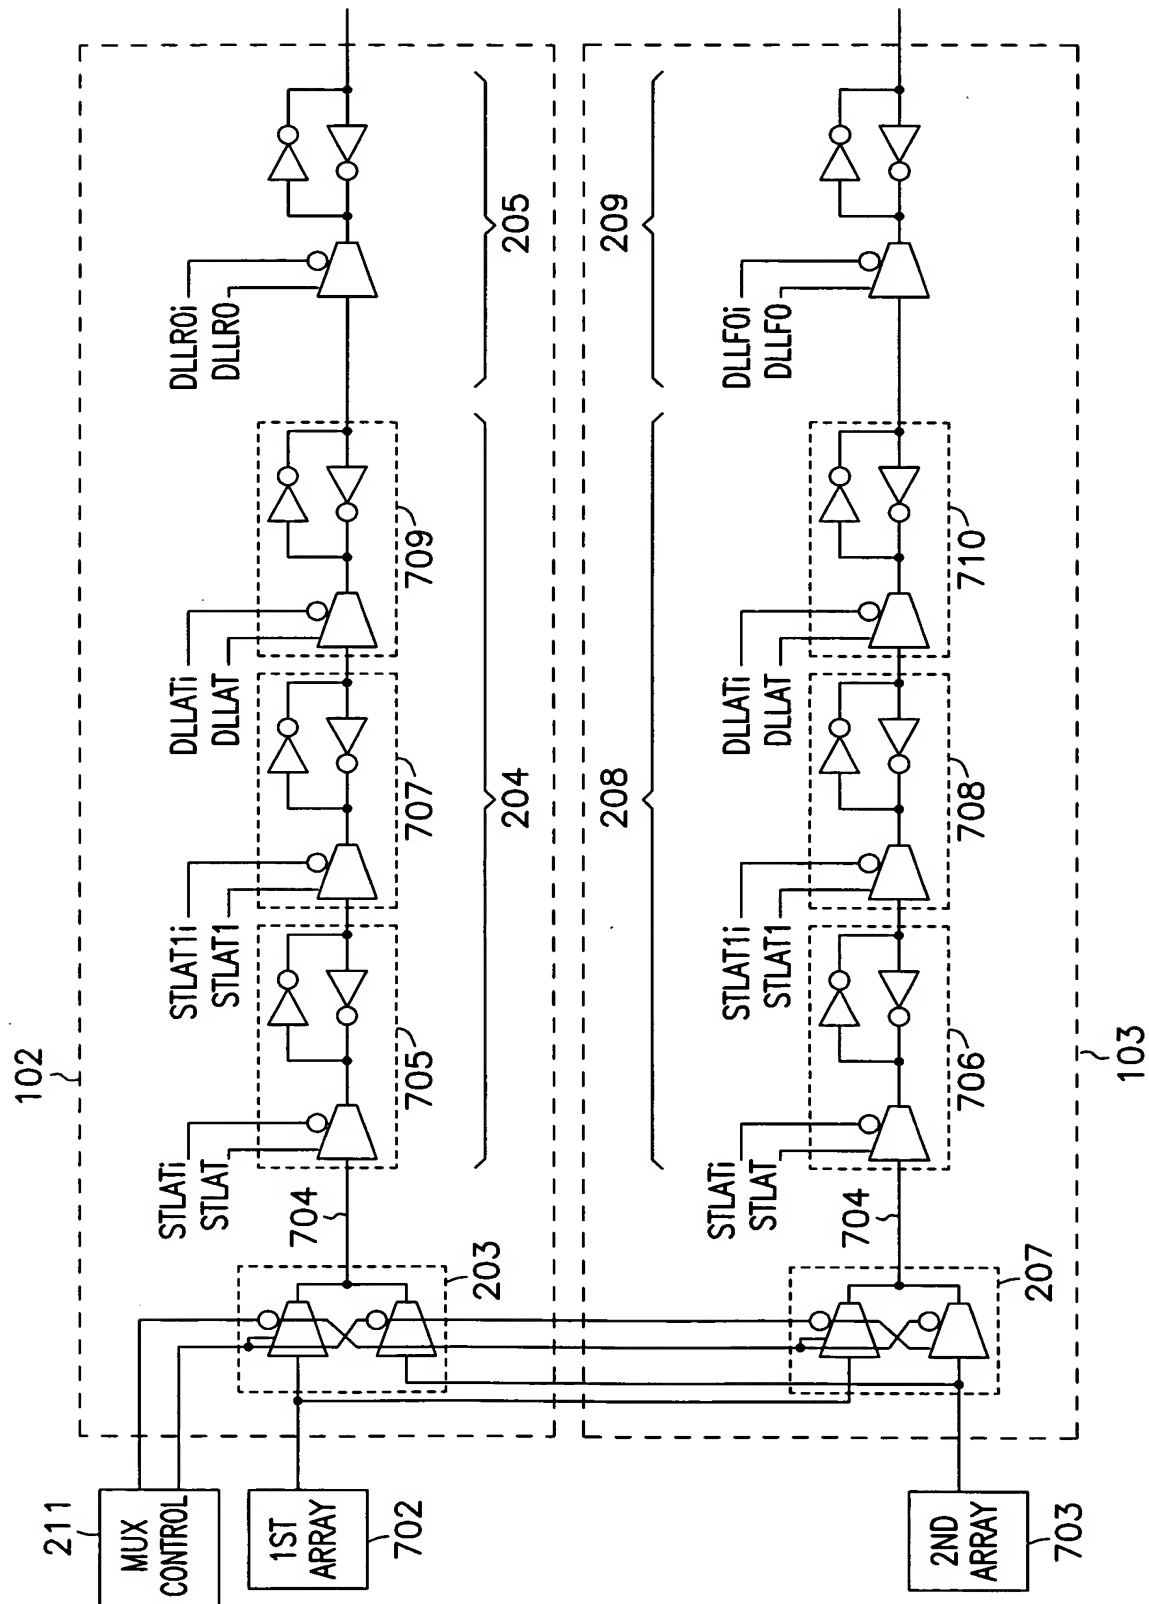 2111
MUX
CONTROL
1ST
ARRAY
702
2ND
ARRAY
703
102
203
704
STLATi
STLAT
705
STLAT1i
STLAT1
707
DLLATi
DLLAT
709
204
DLLR0i
DLLR0
205
103
207
704
STLATi
STLAT
706
STLAT1i
STLAT1
708
DLLATi
DLLAT
710
208
DLLF0i
DLLF0
209